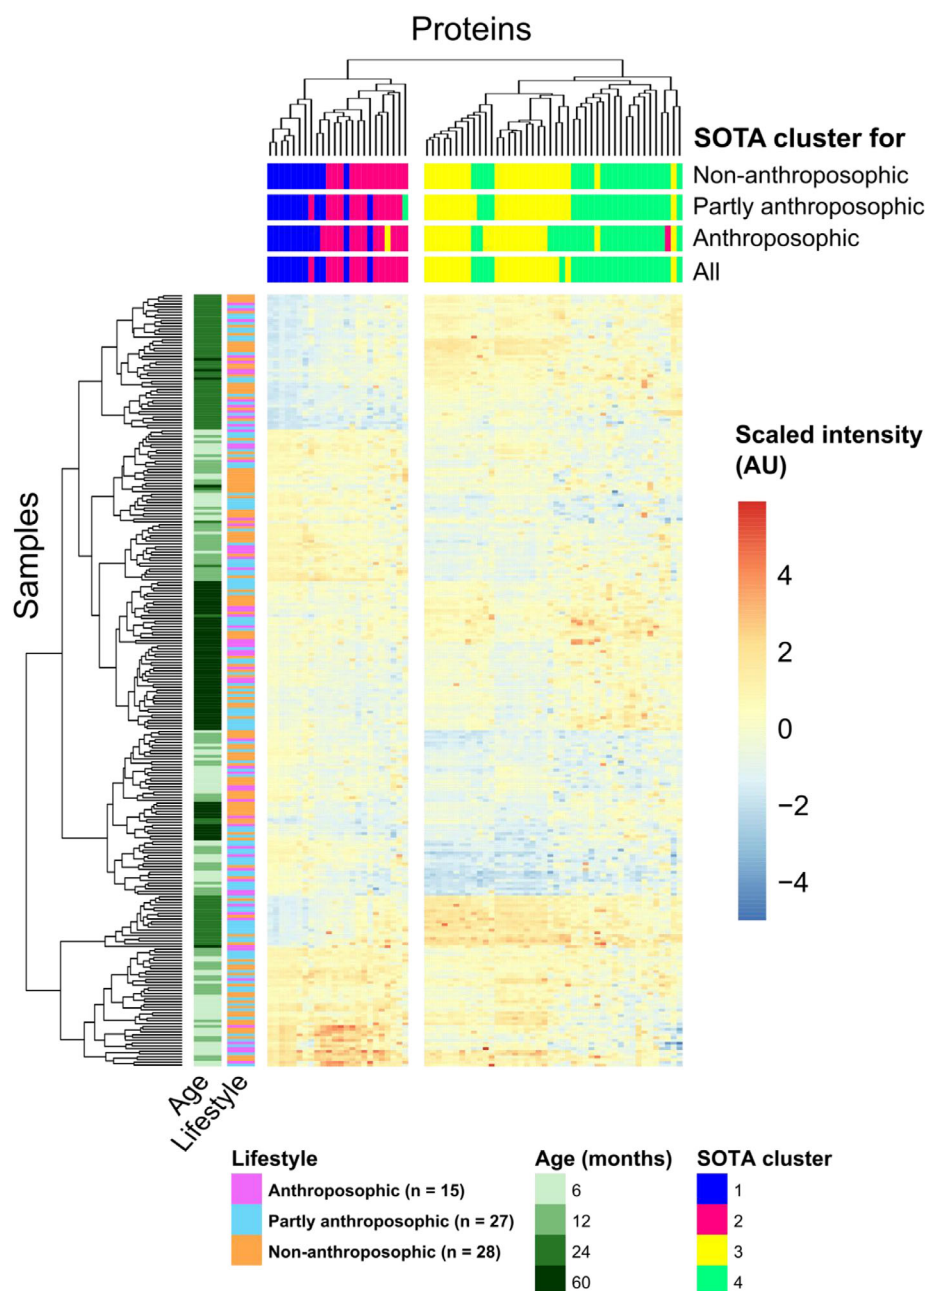 Proteins
SOTA cluster for
Non-anthroposophic
Partly anthroposophic
Anthroposophic
All
Samples
Scaled intensity
(AU)
4
2
0
−2
−4
Age
Lifestyle
Lifestyle
Anthroposophic (n = 15)
Partly anthroposophic (n = 27)
Non-anthroposophic (n = 28)
Age (months)
6
12
24
60
SOTA cluster
1
2
3
4